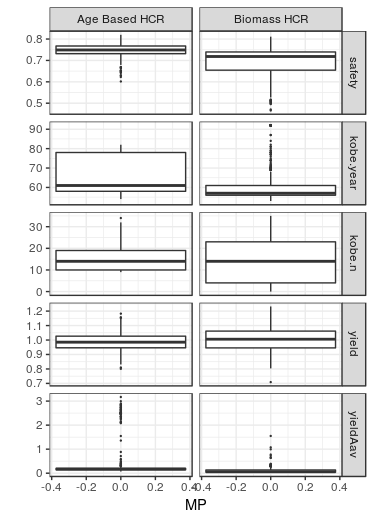 Age Based HCR Biomass HCR
0.8
0.7
0.6
0.5
safety
90
80
70
60
kobe.year
30
20
10
0
kobe.n
1.2
1.1
1.0
0.9
0.8
0.7
yield
3
2
1
0
yieldAav
-0.4 -0.2 0.0 0.2 0.4 -0.4 -0.2 0.0 0.2 0.4
MP